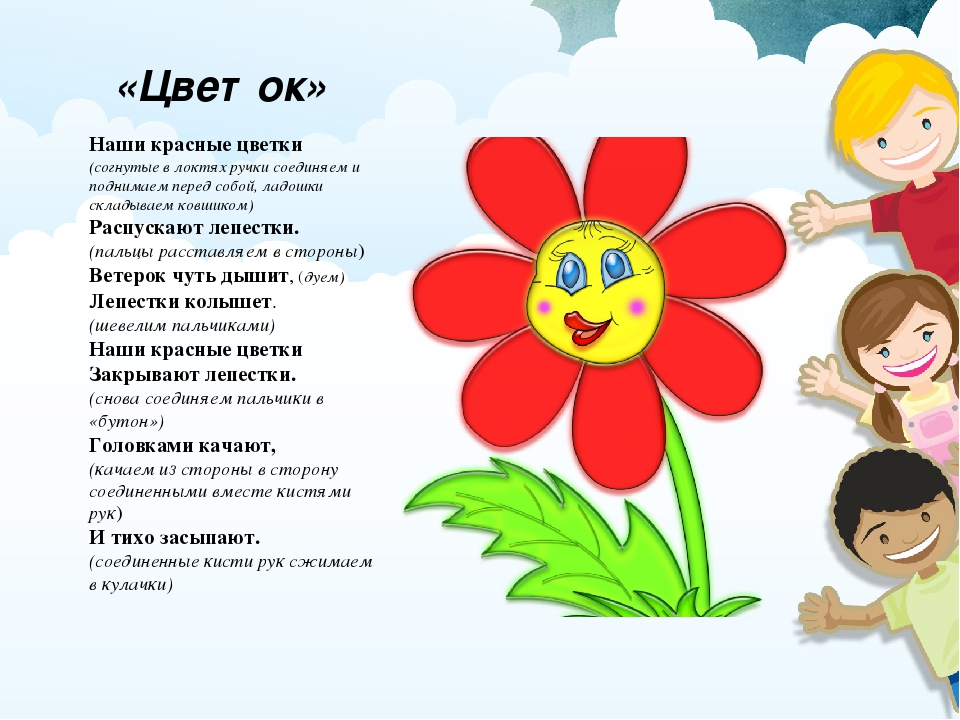 «Цветок»
Наши красные цветки
(согнутые в локтях ручки соединяем и
поднимаем перед собой, ладошки
складываем ковшиком)
Распускают лепестки.
(пальцы расставляем в стороны)
Ветерок чуть дышит, (дуем)
Лепестки колышет.
(шевелим пальчиками)
Наши красные цветки
Закрывают лепестки.
(снова соединяем пальчики в
«бутон»)
Головками качают,
(качаем из стороны в сторону
соединенными вместе кистями
рук)
И тихо засыпают.
(соединенные кисти рук сжимаем
в кулачки)